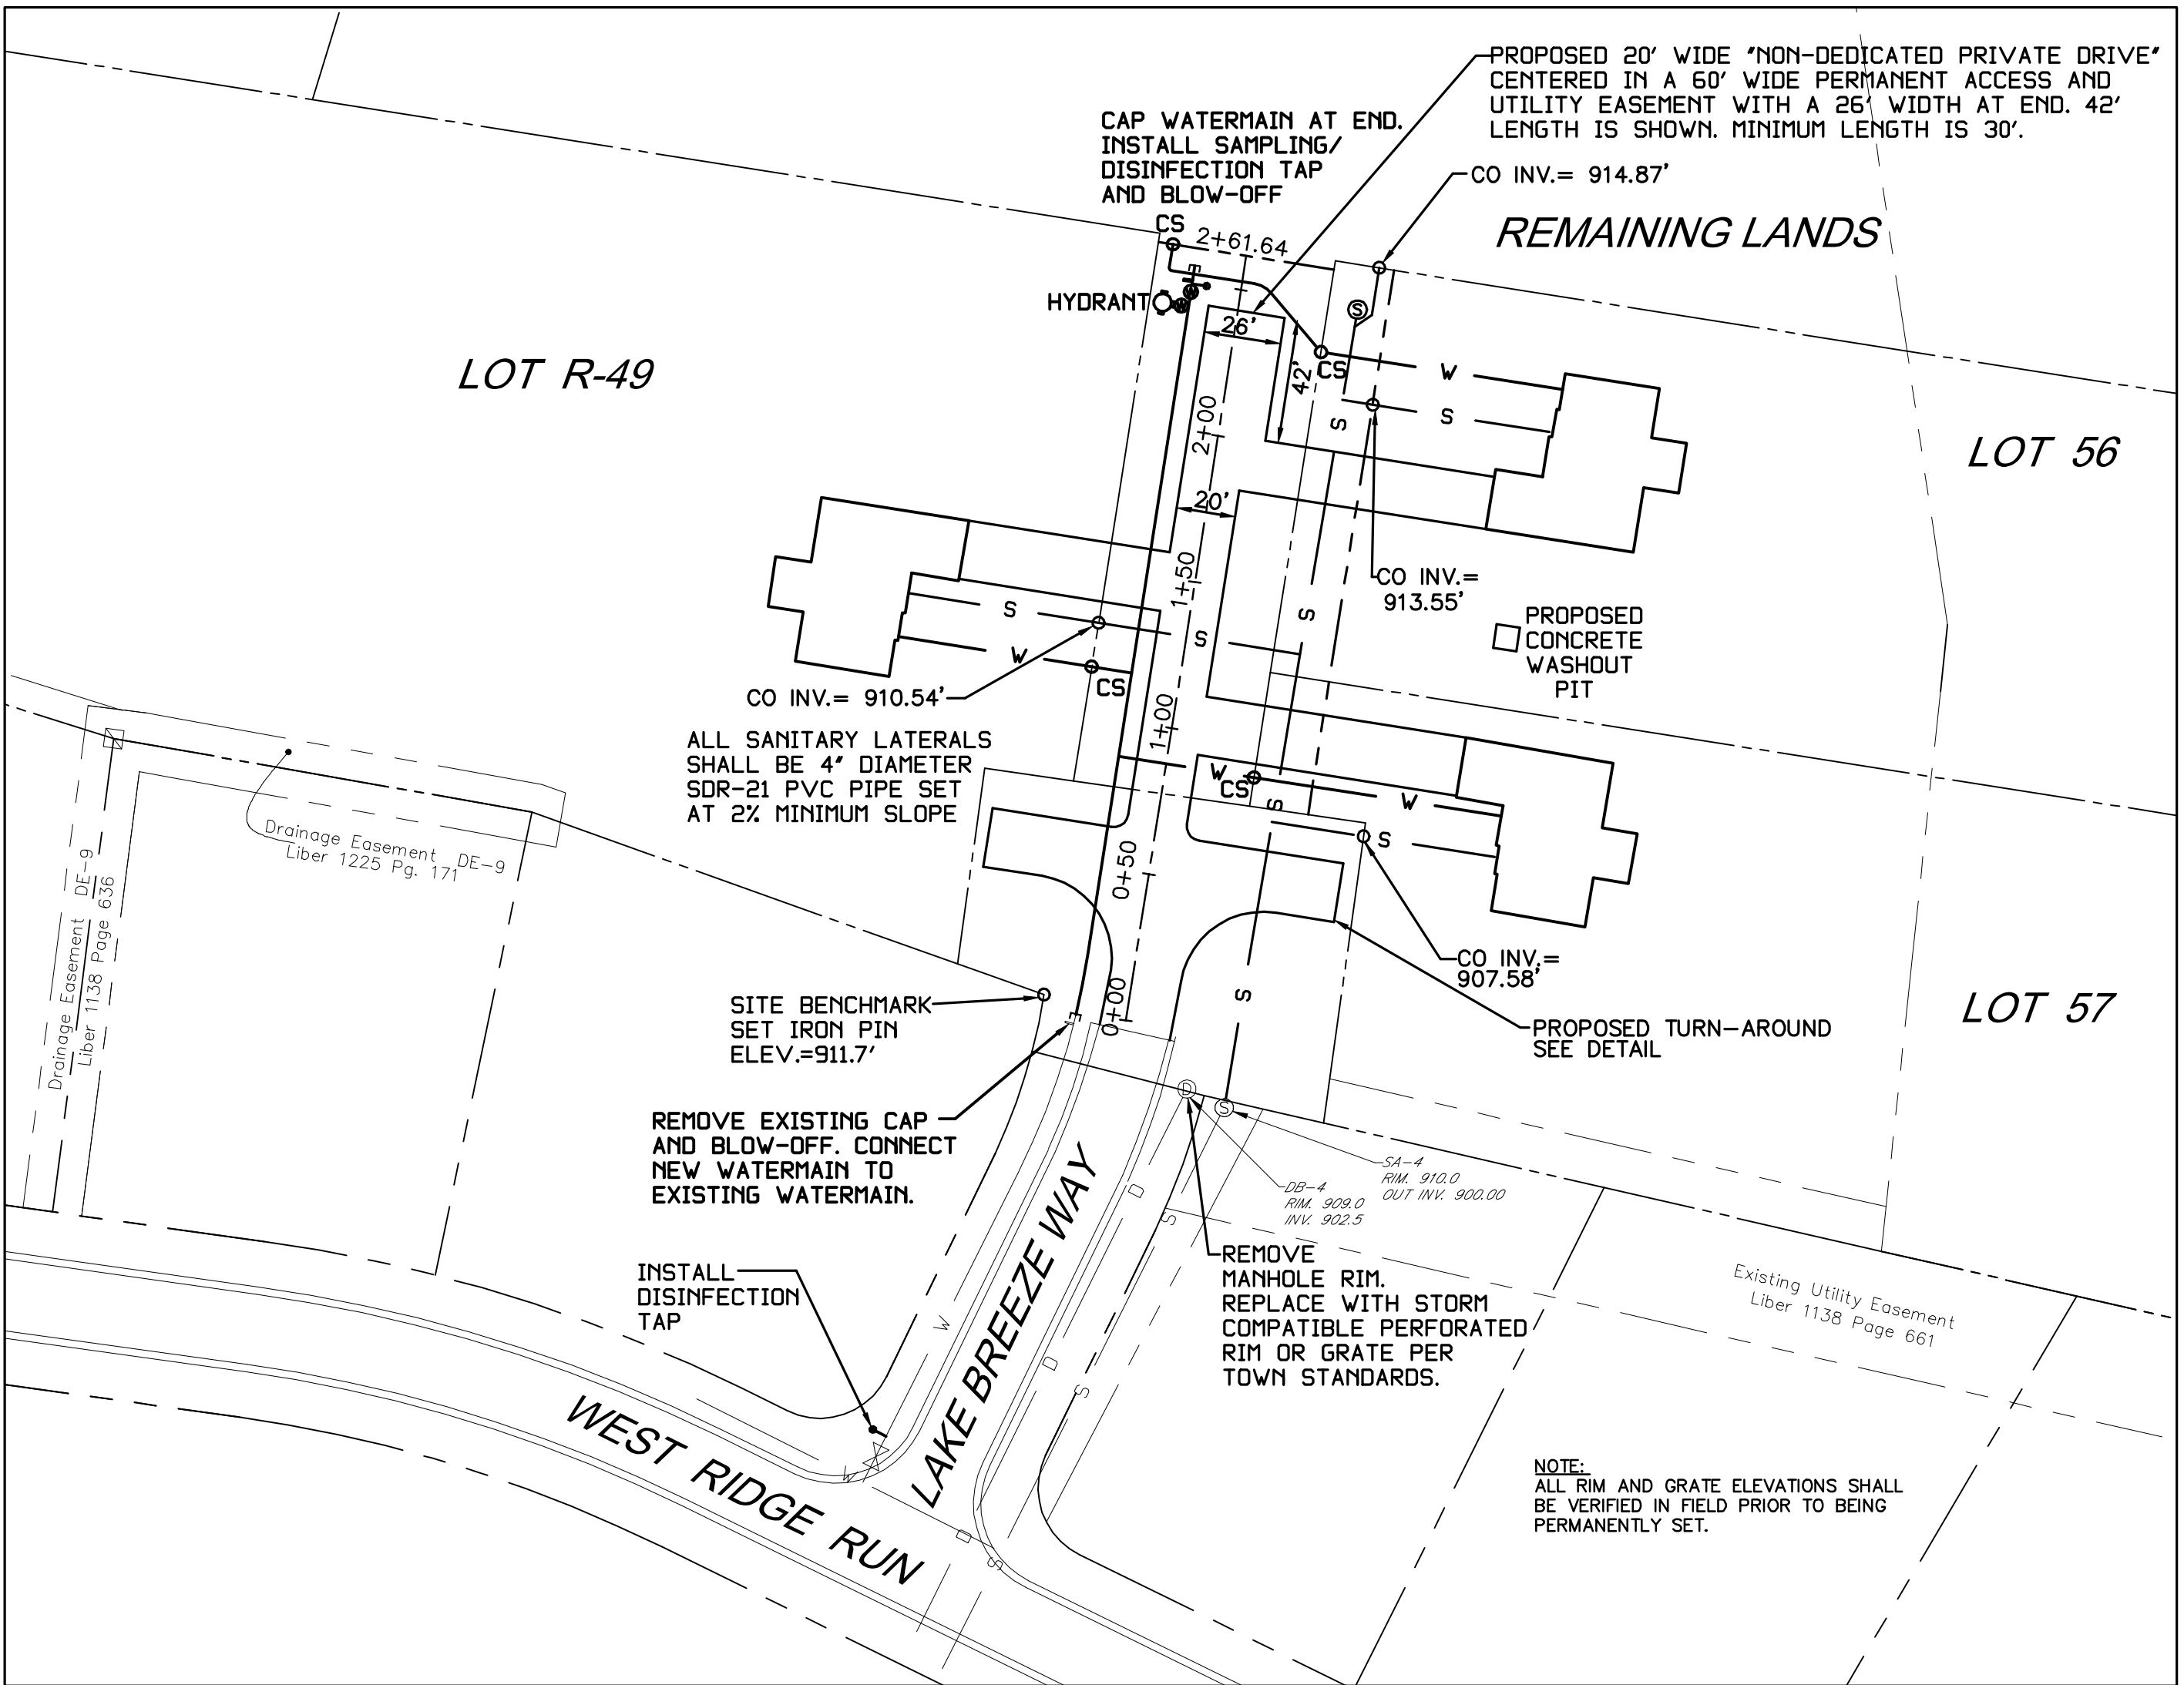 PROPOSED 20' WIDE "NON-DEDICATED PRIVATE DRIVE"
CENTERED IN A 60' WIDE PERMANENT ACCESS AND
UTILITY EASEMENT WITH A 26' WIDTH AT END. 42'
LENGTH IS SHOWN. MINIMUM LENGTH IS 30'.
CAP WATERMAIN AT END.
INSTALL SAMPLING/
DISINFECTION TAP
AND BLOW-OFF
CO INV.= 914.87'
REMAINING LANDS
CS
2+61.64
HYDRANT
W
W
S
26'
42'
CS
W
S
S
LOT R-49
LOT 56
2+00
20'
1+50
CO INV.=
913.55'
PROPOSED
CONCRETE
WASHOUT
PIT
S
S
S
W
CS
CO INV.= 910.54'
1+00
ALL SANITARY LATERALS
SHALL BE 4" DIAMETER
SDR-21 PVC PIPE SET
AT 2% MINIMUM SLOPE
W
CS
W
S
S
Drainage Easement DE-9
Liber 1225 Pg. 171
Drainage Easement DE-9
Liber 1138 Page 636
0+50
CO INV.=
907.58'
S
0+00
SITE BENCHMARK
SET IRON PIN
ELEV.=911.7'
LOT 57
PROPOSED TURN-AROUND
SEE DETAIL
D
S
REMOVE EXISTING CAP
AND BLOW-OFF. CONNECT
NEW WATERMAIN TO
EXISTING WATERMAIN.
SA-4
RIM. 910.0
OUT INV. 900.00
DB-4
RIM. 909.0
INV. 902.5
D
S
REMOVE
MANHOLE RIM.
REPLACE WITH STORM
COMPATIBLE PERFORATED
RIM OR GRATE PER
TOWN STANDARDS.
Existing Utility Easement
Liber 1138 Page 661
INSTALL
DISINFECTION
TAP
W
D
S
LAKE BREEZE WAY
WEST RIDGE RUN
W
D
S
NOTE:
ALL RIM AND GRATE ELEVATIONS SHALL
BE VERIFIED IN FIELD PRIOR TO BEING
PERMANENTLY SET.